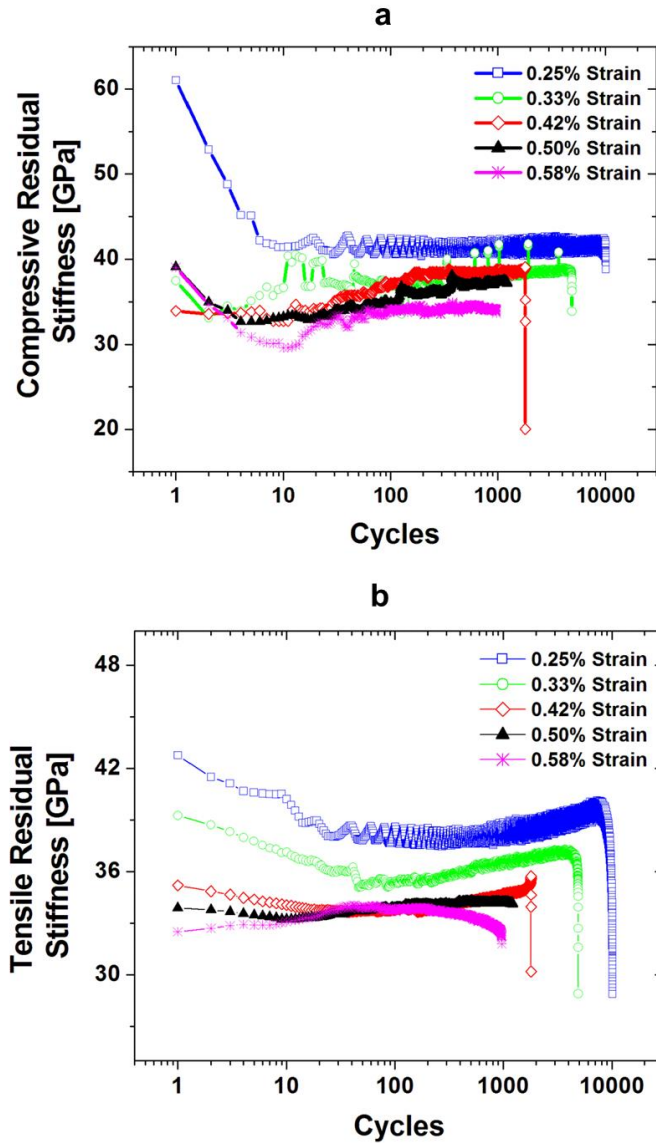 a
Compressive Residual
Stiffness [GPa]
60
50
40
30
20
0.25% Strain
0.33% Strain
0.42% Strain
0.50% Strain
0.58% Strain
1
10
100
1000
10000
Cycles
b
Tensile Residual
Stiffness [GPa]
48
42
36
30
0.25% Strain
0.33% Strain
0.42% Strain
0.50% Strain
0.58% Strain
1
10
100
1000
10000
Cycles